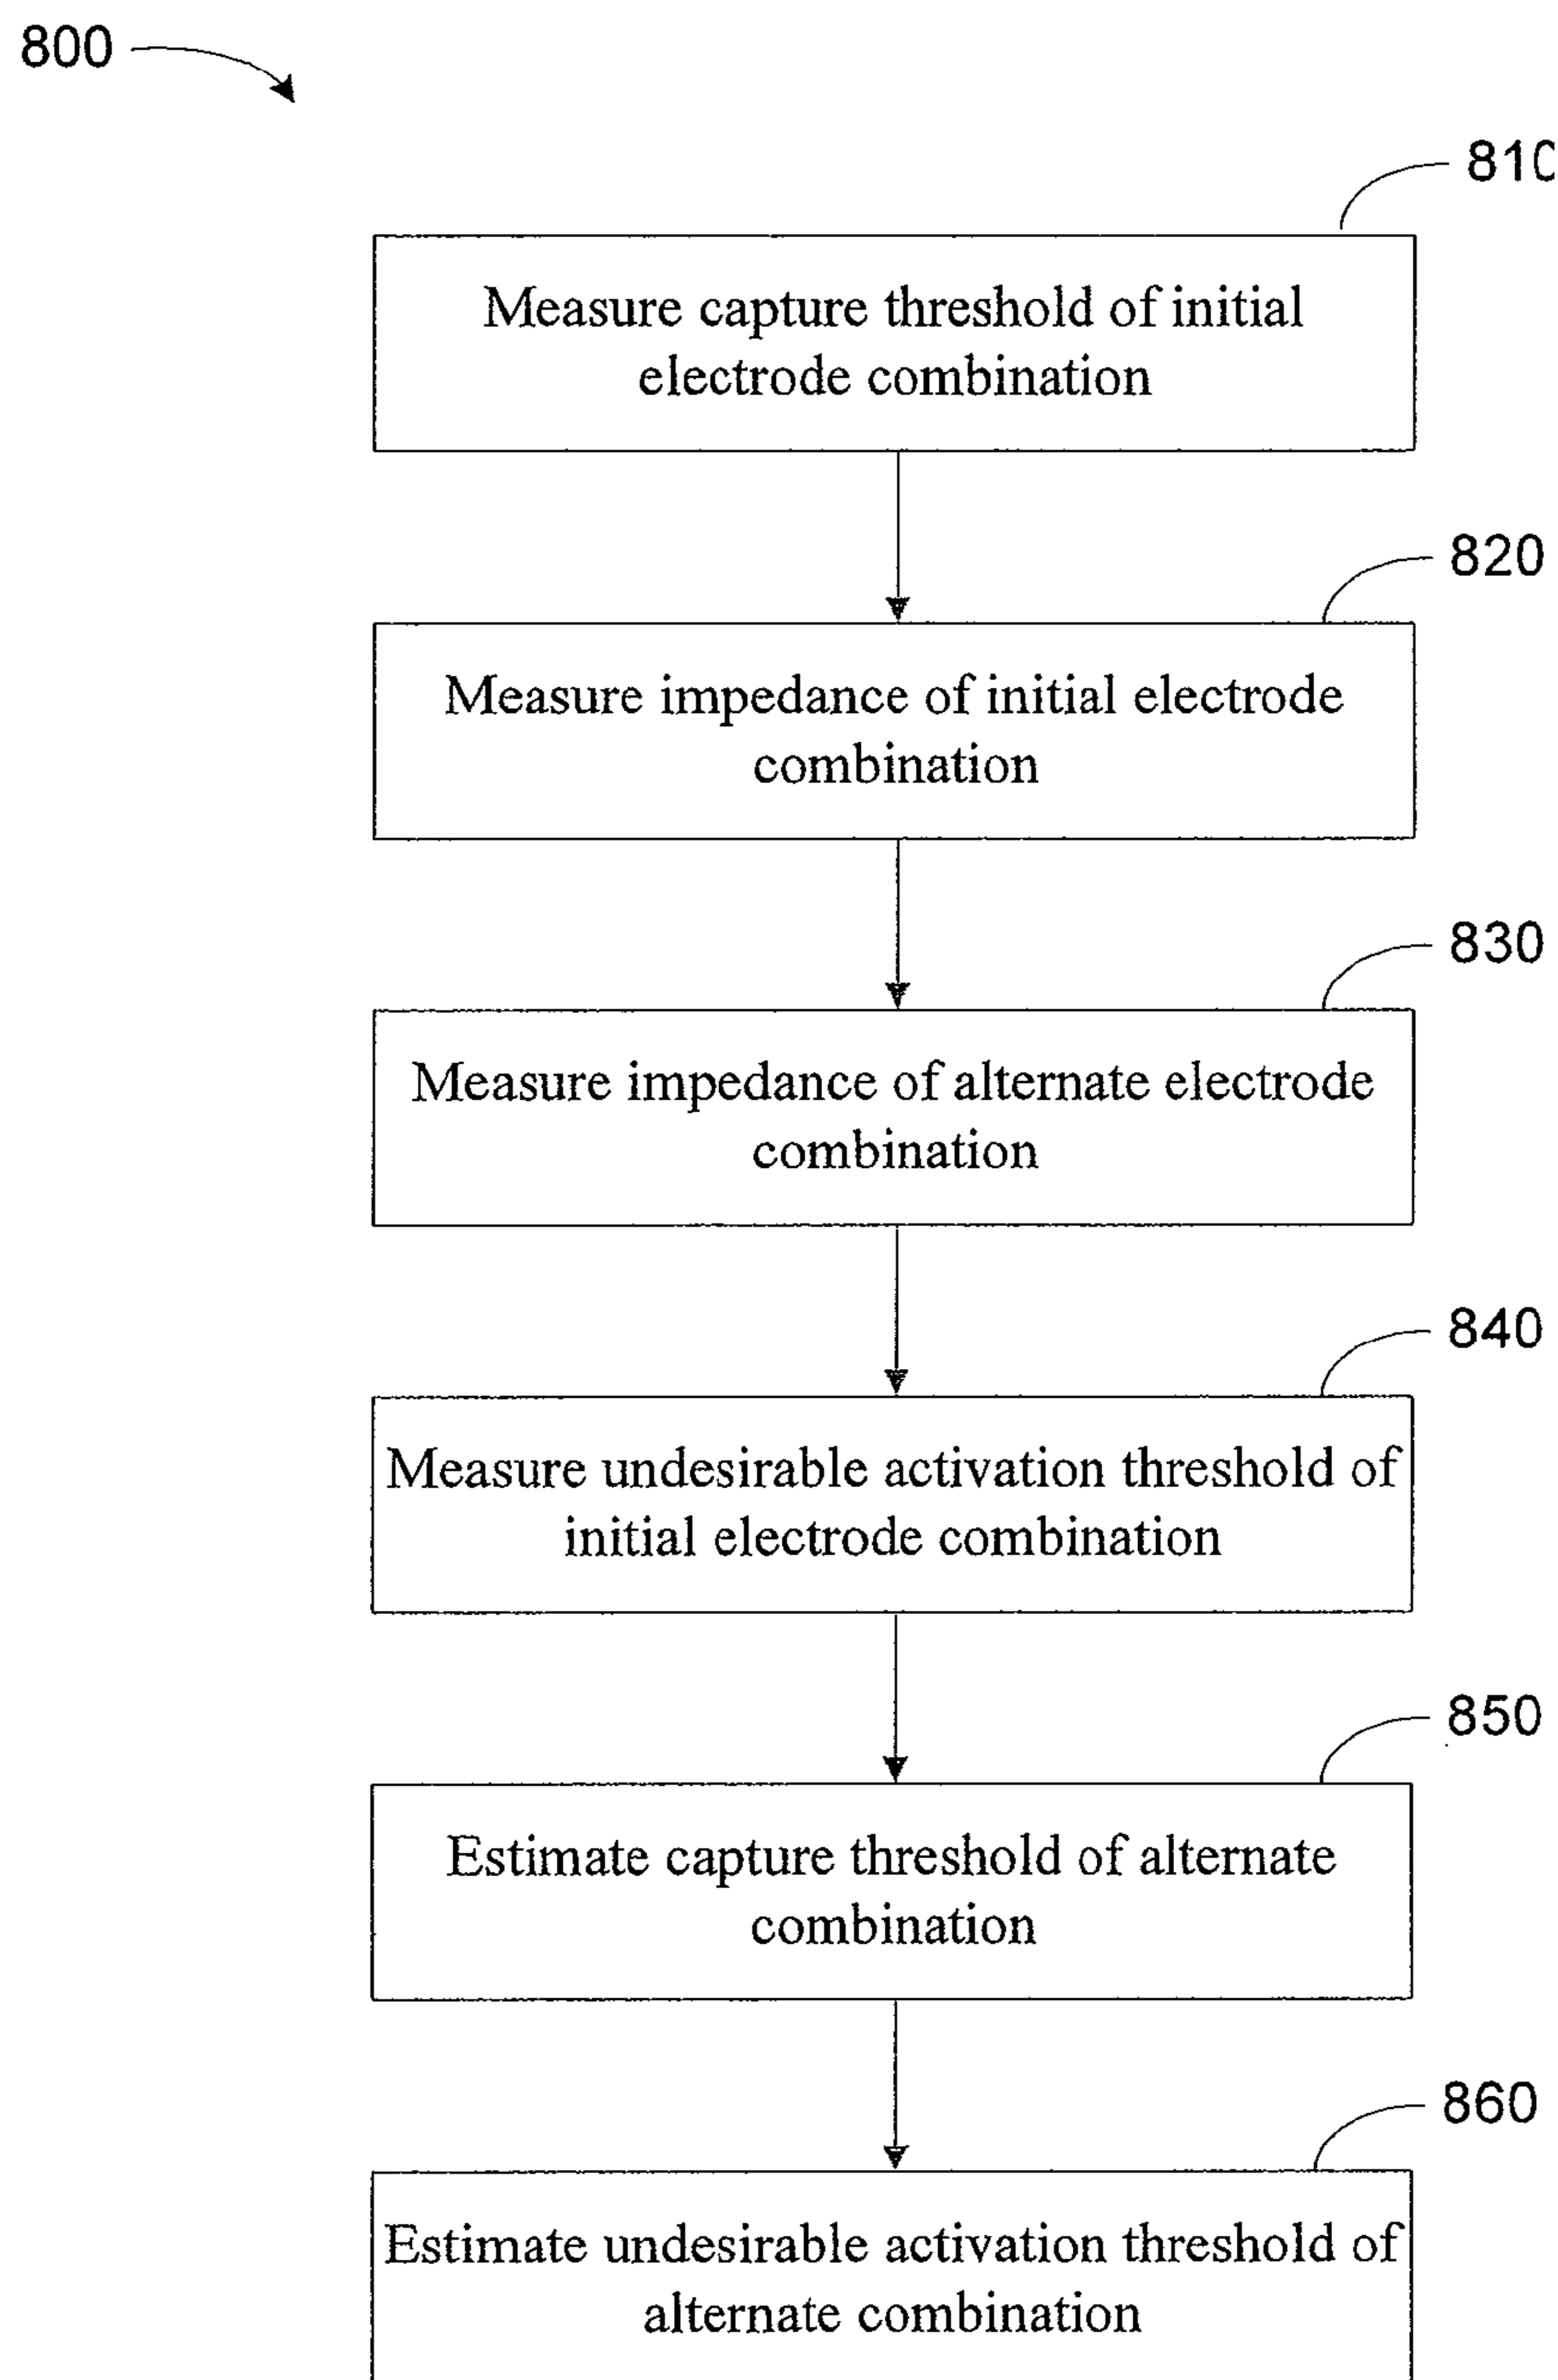 800
810
Measure capture threshold of initial
electrode combination
820
Measure impedance of initial electrode
combination
830
Measure impedance of alternate electrode
combination
840
Measure undesirable activation threshold of
initial electrode combination
850
Estimate capture threshold of alternate
combination
860
Estimate undesirable activation threshold of
alternate combination